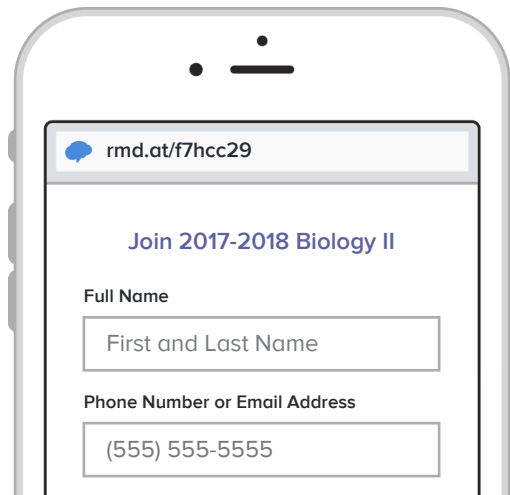 rmd.at/f7hcc29
Join 2017-2018 Biology II
Full Name
First and Last Name
Phone Number or Email Address
(555) 555-5555